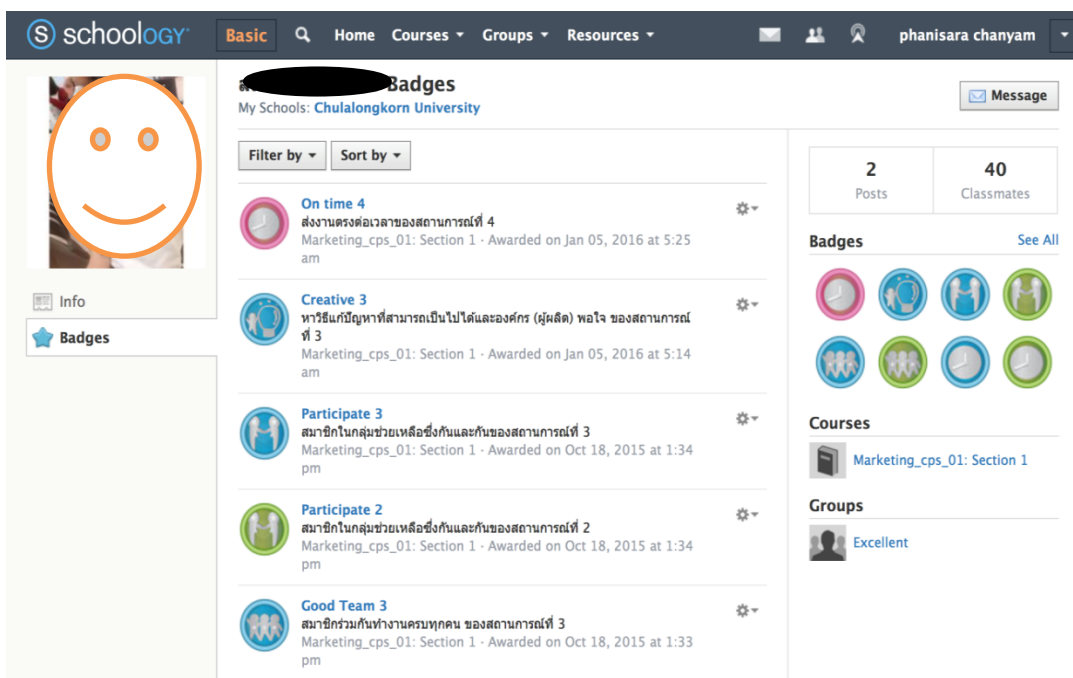 schoology
Basic Home Courses Groups Resources phanisara chanyam
Badges
My Schools: Chulalongkorn University
Message
Filter by Sort by
On time 4
ส่งงานตรงต่อเวลาของสถานการณ์ที่ 4
Marketing_cps_01: Section 1 · Awarded on Jan 05, 2016 at 5:25
am
Creative 3
หาวิธีแก้ปัญหาที่สามารถเป็นไปได้และองค์กร (ผู้ผลิต) พอใจ ของสถานการณ์
ที่ 3
Marketing_cps_01: Section 1 · Awarded on Jan 05, 2016 at 5:14
am
Participate 3
สมาชิกในกลุ่มช่วยเหลือซึ่งกันและกันของสถานการณ์ที่ 3
Marketing_cps_01: Section 1 · Awarded on Oct 18, 2015 at 1:34
pm
Participate 2
สมาชิกในกลุ่มช่วยเหลือซึ่งกันและกันของสถานการณ์ที่ 2
Marketing_cps_01: Section 1 · Awarded on Oct 18, 2015 at 1:34
pm
Good Team 3
สมาชิกร่วมกันทำงานครบทุกคน ของสถานการณ์ที่ 3
Marketing_cps_01: Section 1 · Awarded on Oct 18, 2015 at 1:33
pm
Info
Badges
2 40
Posts Classmates
Badges See All
Courses
Marketing_cps_01: Section 1
Groups
Excellent